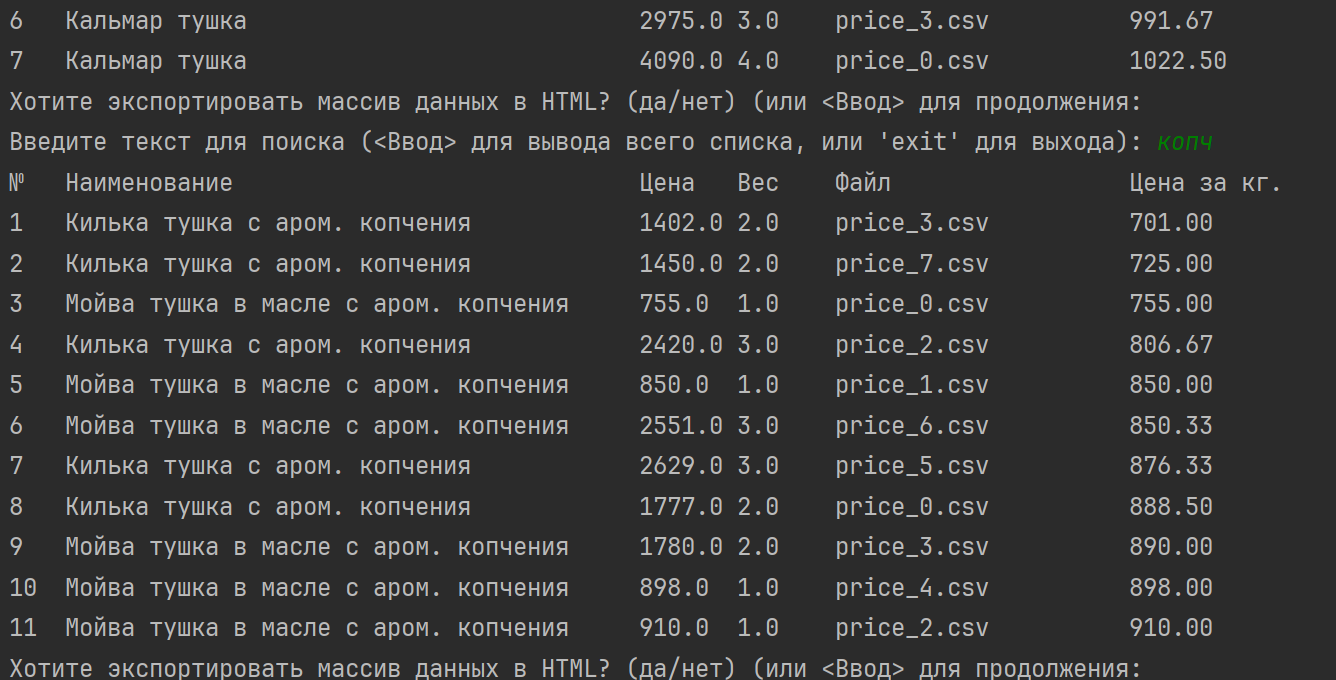 6 Кальмар тушка 2975.0 3.0 price_3.csv 991.67
7 Кальмар тушка 4090.0 4.0 price_0.csv 1022.50
Хотите экспортировать массив данных в HTML? (да/нет) (или <Ввод> для продолжения:
Введите текст для поиска (<Ввод> для вывода всего списка, или 'exit' для выхода): копч
№ Наименование Цена Вес Файл Цена за кг.
1 Килька тушка с аром. копчения 1402.0 2.0 price_3.csv 701.00
2 Килька тушка с аром. копчения 1450.0 2.0 price_7.csv 725.00
3 Мойва тушка в масле с аром. копчения 755.0 1.0 price_0.csv 755.00
4 Килька тушка с аром. копчения 2420.0 3.0 price_2.csv 806.67
5 Мойва тушка в масле с аром. копчения 850.0 1.0 price_1.csv 850.00
6 Мойва тушка в масле с аром. копчения 2551.0 3.0 price_6.csv 850.33
7 Килька тушка с аром. копчения 2629.0 3.0 price_5.csv 876.33
8 Килька тушка с аром. копчения 1777.0 2.0 price_0.csv 888.50
9 Мойва тушка в масле с аром. копчения 1780.0 2.0 price_3.csv 890.00
10 Мойва тушка в масле с аром. копчения 898.0 1.0 price_4.csv 898.00
11 Мойва тушка в масле с аром. копчения 910.0 1.0 price_2.csv 910.00
Хотите экспортировать массив данных в HTML? (да/нет) (или <Ввод> для продолжения: